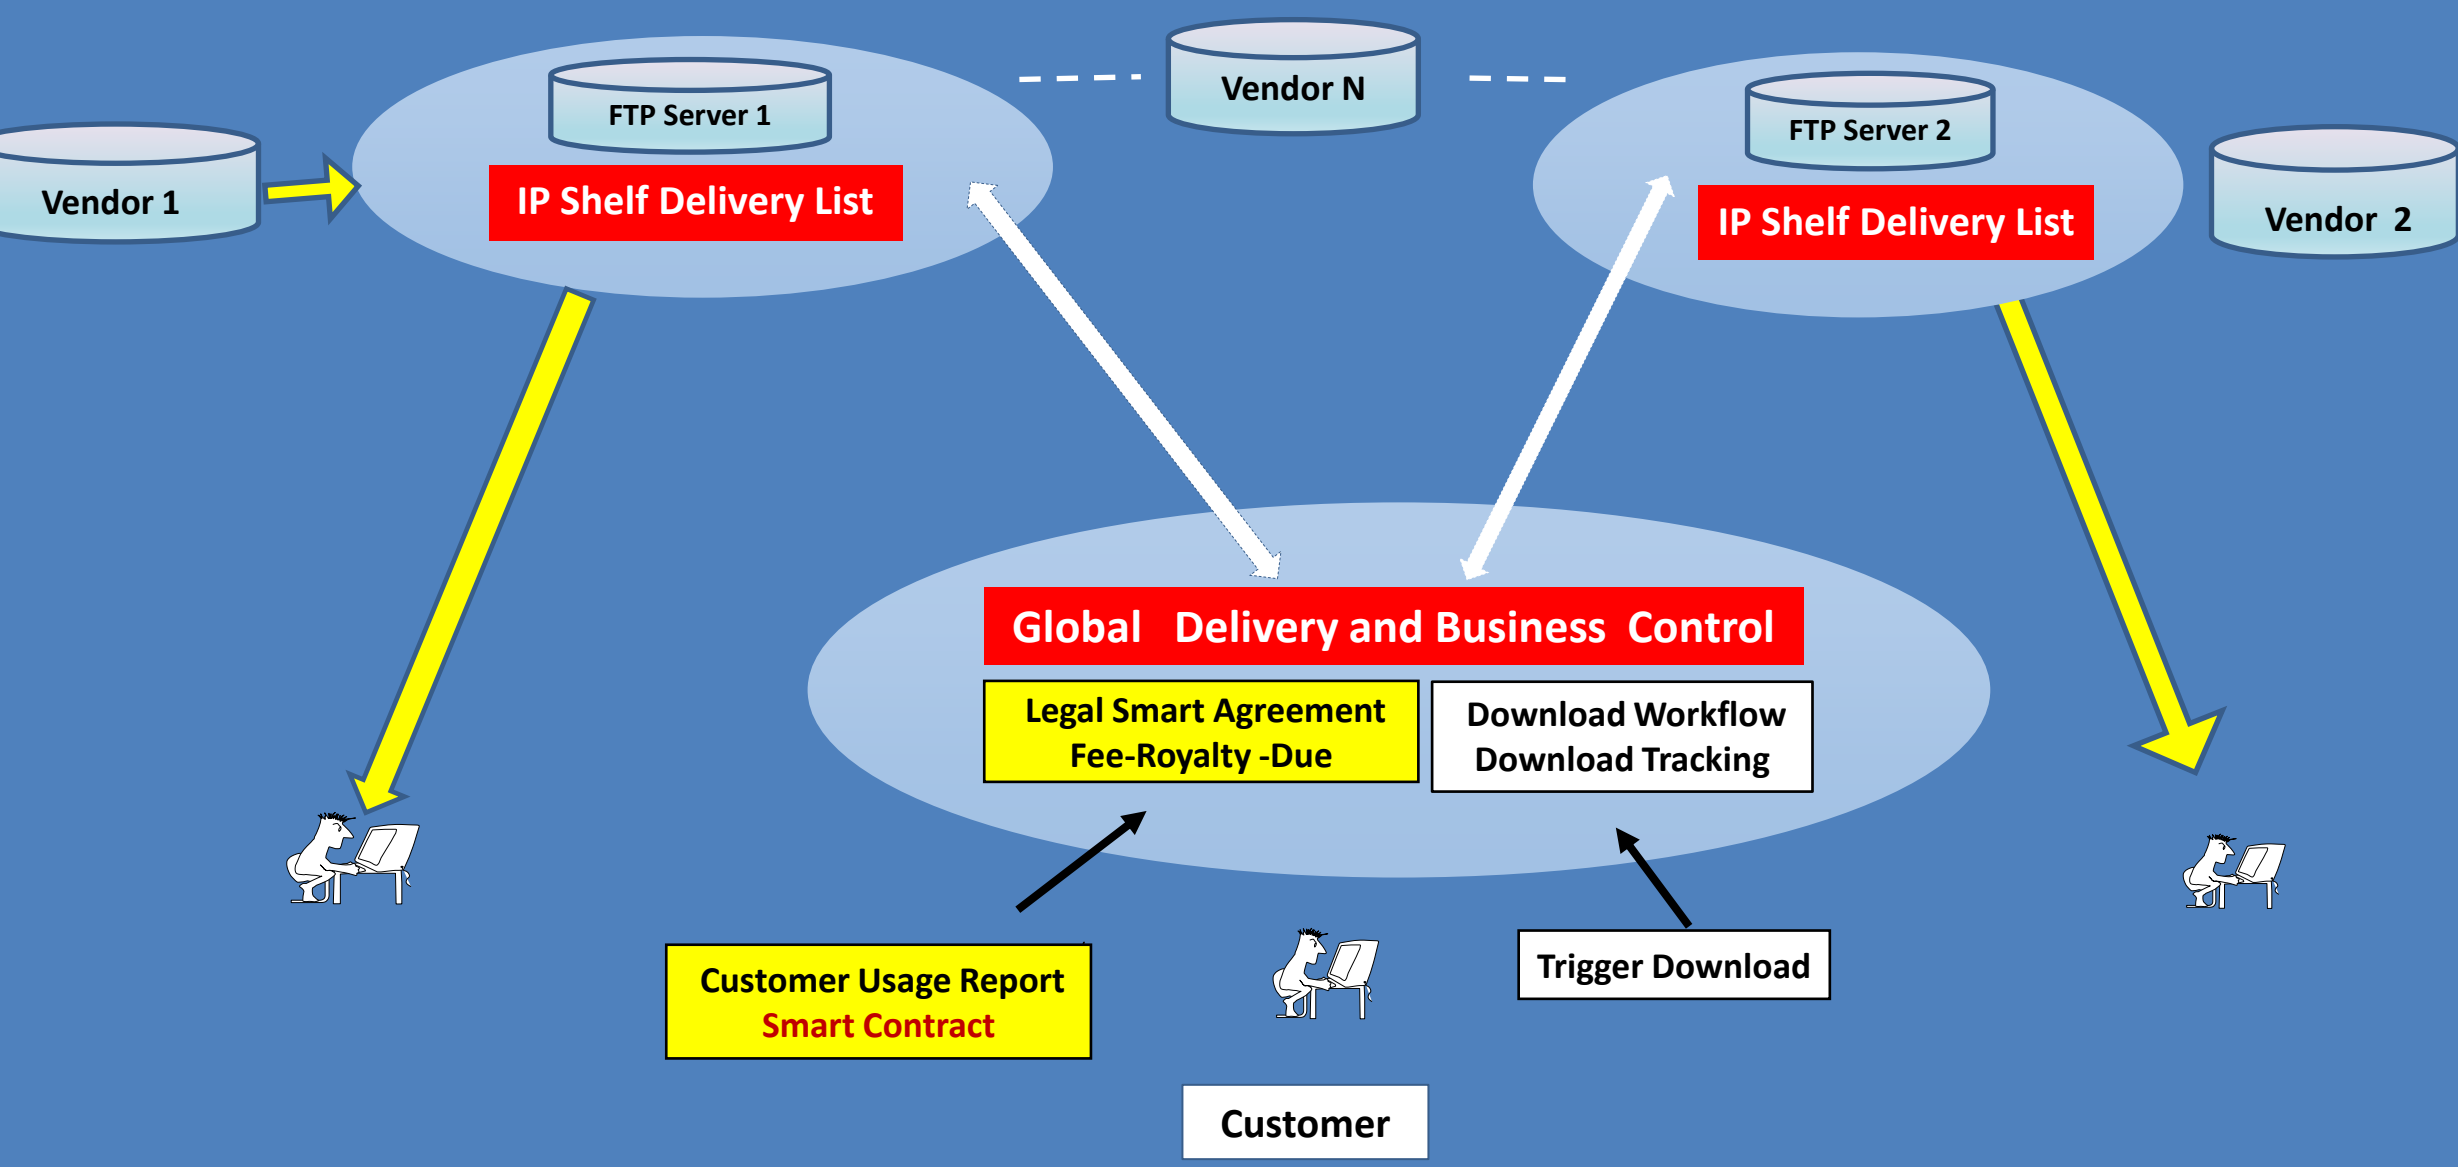 Vendor N
FTP Server 1
FTP Server 2
Vendor 1
IP Shelf Delivery List
IP Shelf Delivery List
Vendor 2
Global Delivery and Business Control
Legal Smart Agreement
Fee-Royalty -Due
Download Workflow
Download Tracking
Customer Usage Report
Smart Contract
Trigger Download
Customer